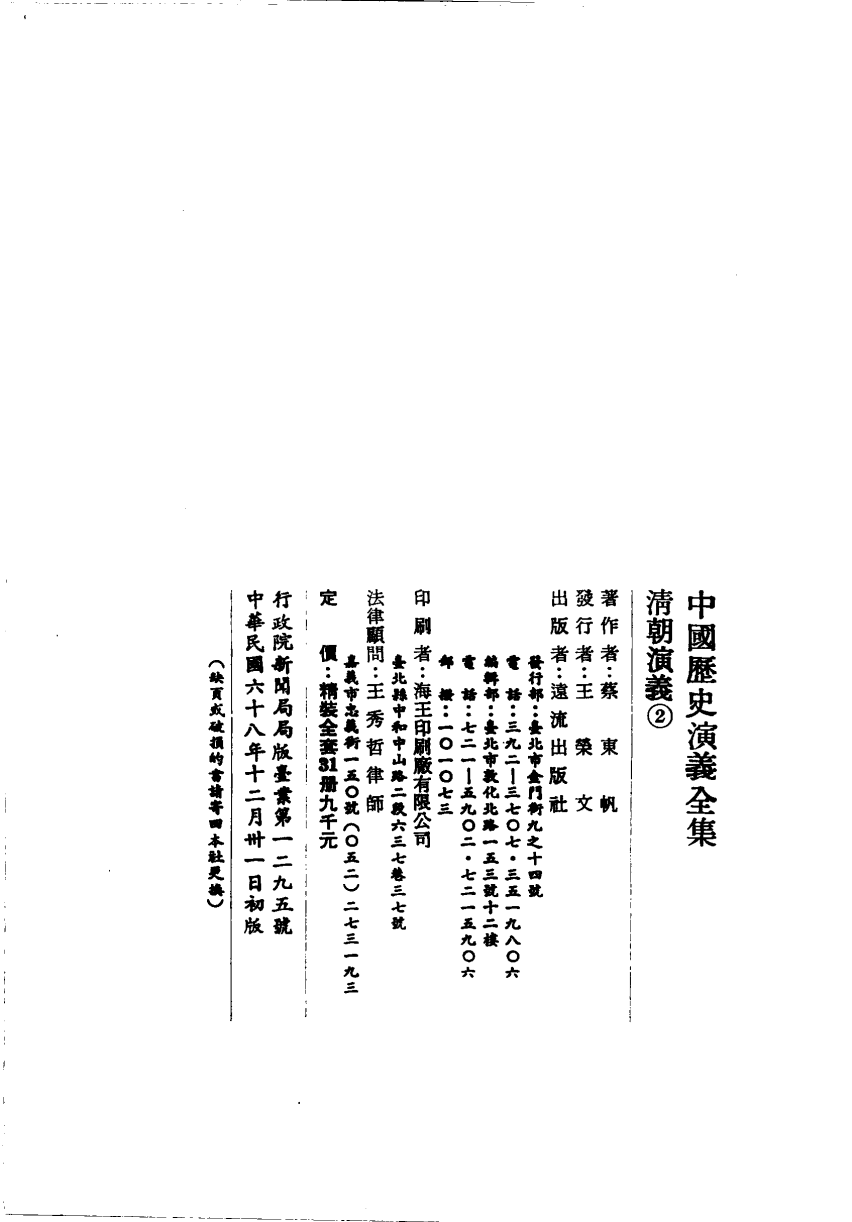 中國歷史演義全集
清朝演義②
著作者：蔡東帆
發行者：王榮文
出版者：遠流出版社
發行部：臺北市金門街九之十四號
電話：三九二—三七〇七・三五一九八〇六
編輯部：臺北市敦化北路一五三號十二樓
電話：七二一—五九〇二・七二一五九〇六
郵撥：一〇一〇七三
印刷者：海王印刷廠有限公司
臺北縣中和中山路二段六三七巷三七號
法律顧問：王秀哲律師
嘉義市忠義街一五〇號（〇五二）二七三一九三
定價：精裝全套31册九千元
行政院新聞局局版臺業第一二九五號
中華民國六十八年十二月卅一日初版
（缺頁或破損的書請寄回本社更換）